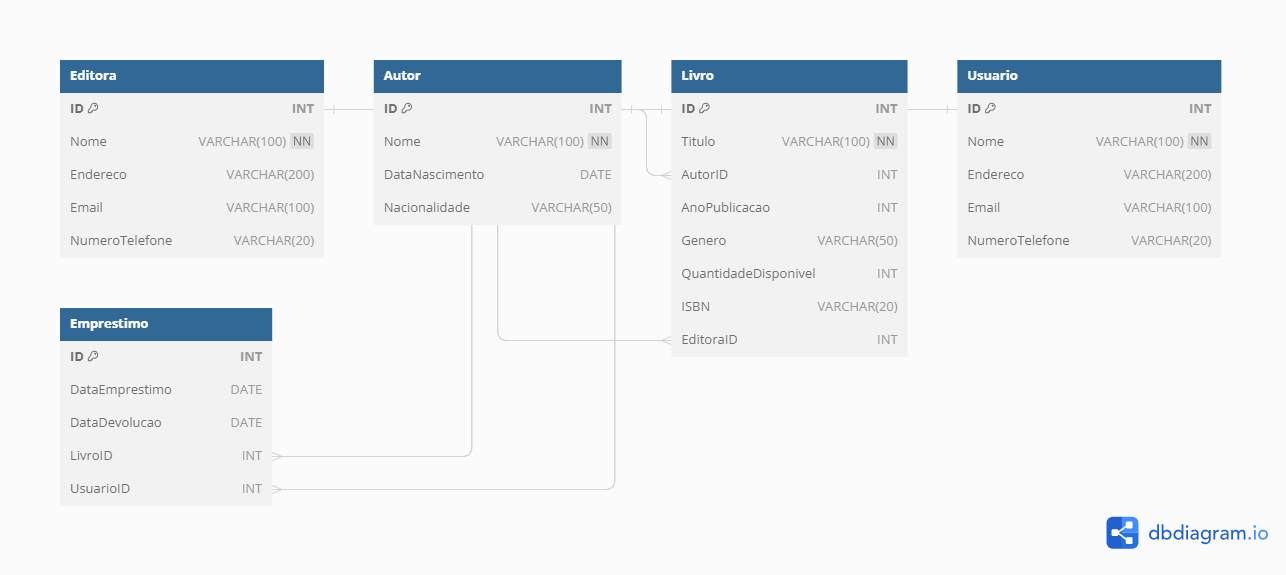 Editora
ID INT
Nome VARCHAR(100) NN
Endereco VARCHAR(200)
Email VARCHAR(100)
NumeroTelefone VARCHAR(20)
Autor
ID INT
Nome VARCHAR(100) NN
DataNascimento DATE
Nacionalidade VARCHAR(50)
Livro
ID INT
Titulo VARCHAR(100) NN
AutorID INT
AnoPublicacao INT
Genero VARCHAR(50)
QuantidadeDisponivel INT
ISBN VARCHAR(20)
EditoraID INT
Usuario
ID INT
Nome VARCHAR(100) NN
Endereco VARCHAR(200)
Email VARCHAR(100)
NumeroTelefone VARCHAR(20)
Emprestimo
ID INT
DataEmprestimo DATE
DataDevolucao DATE
LivroID INT
UsuarioID INT
dbdiagram.io